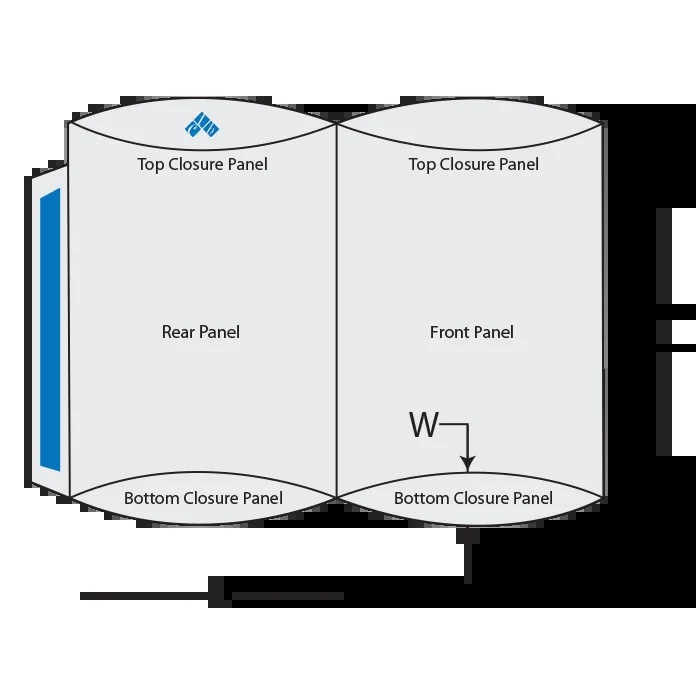 Top Closure Panel
Top Closure Panel
Rear Panel
Front Panel
W
Bottom Closure Panel
Bottom Closure Panel